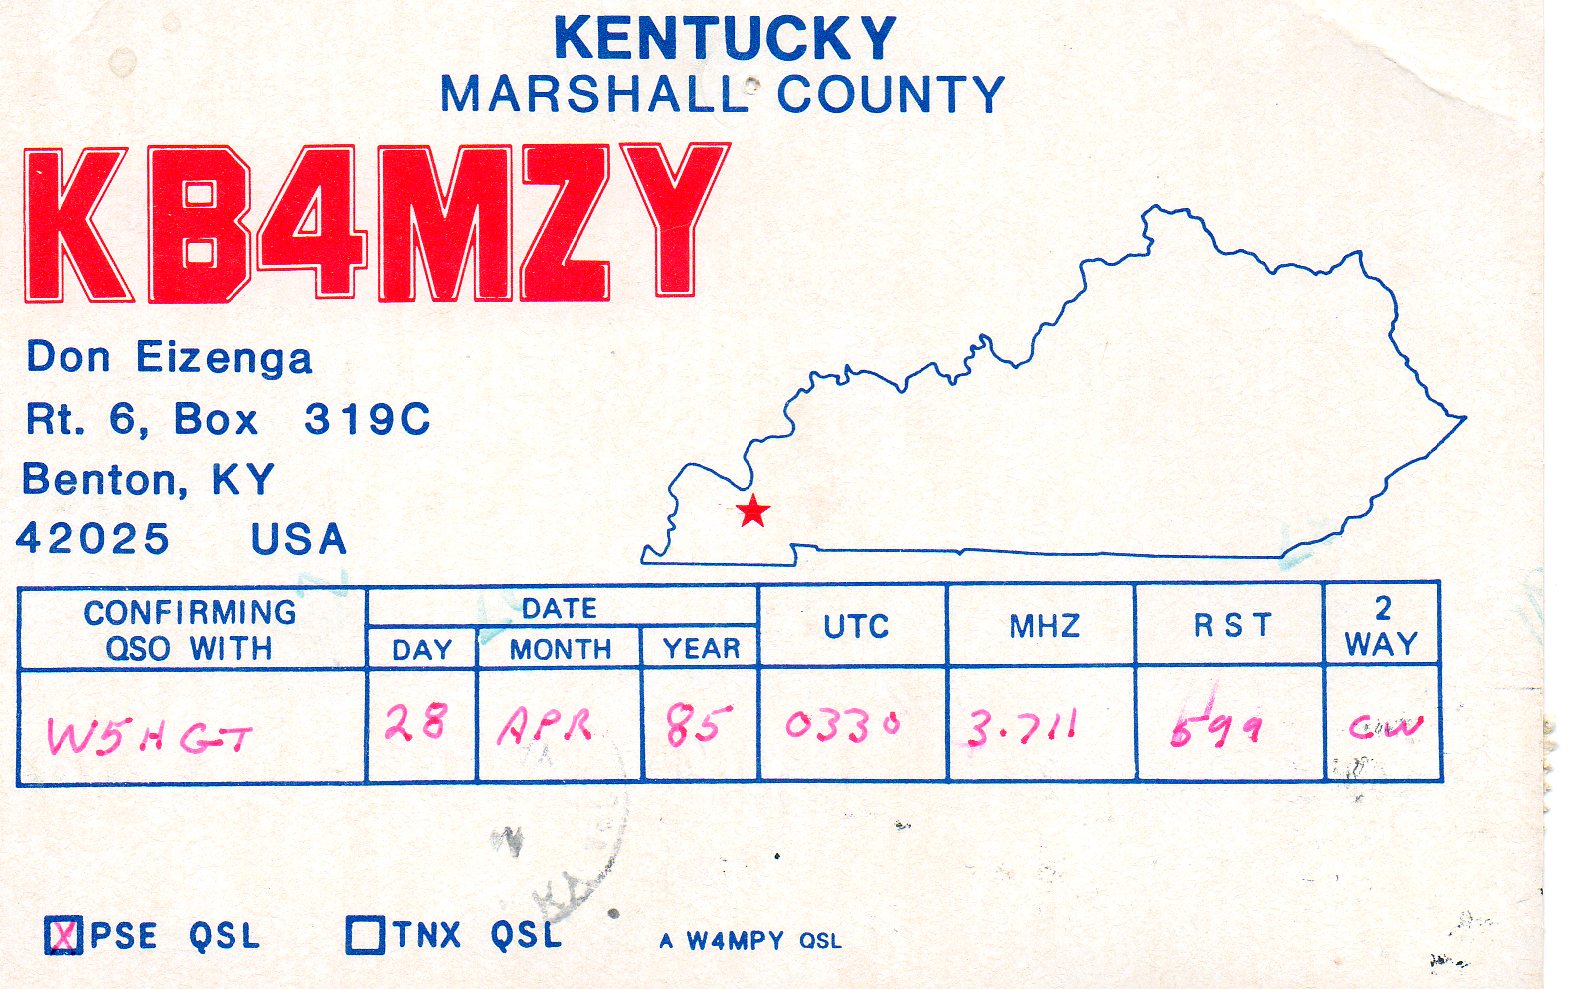 KENTUCKY
MARSHALL COUNTY
KB4MZY
Don Eizenga
Rt. 6, Box 319C
Benton, KY
42025 USA
CONFIRMING QSO WITH DATE DAY MONTH YEAR UTC MHZ RST 2 WAY
W5HGT 28 APR 85 0330 3.711 599 CW
X PSE QSL TNX QSL A W4MPY QSL